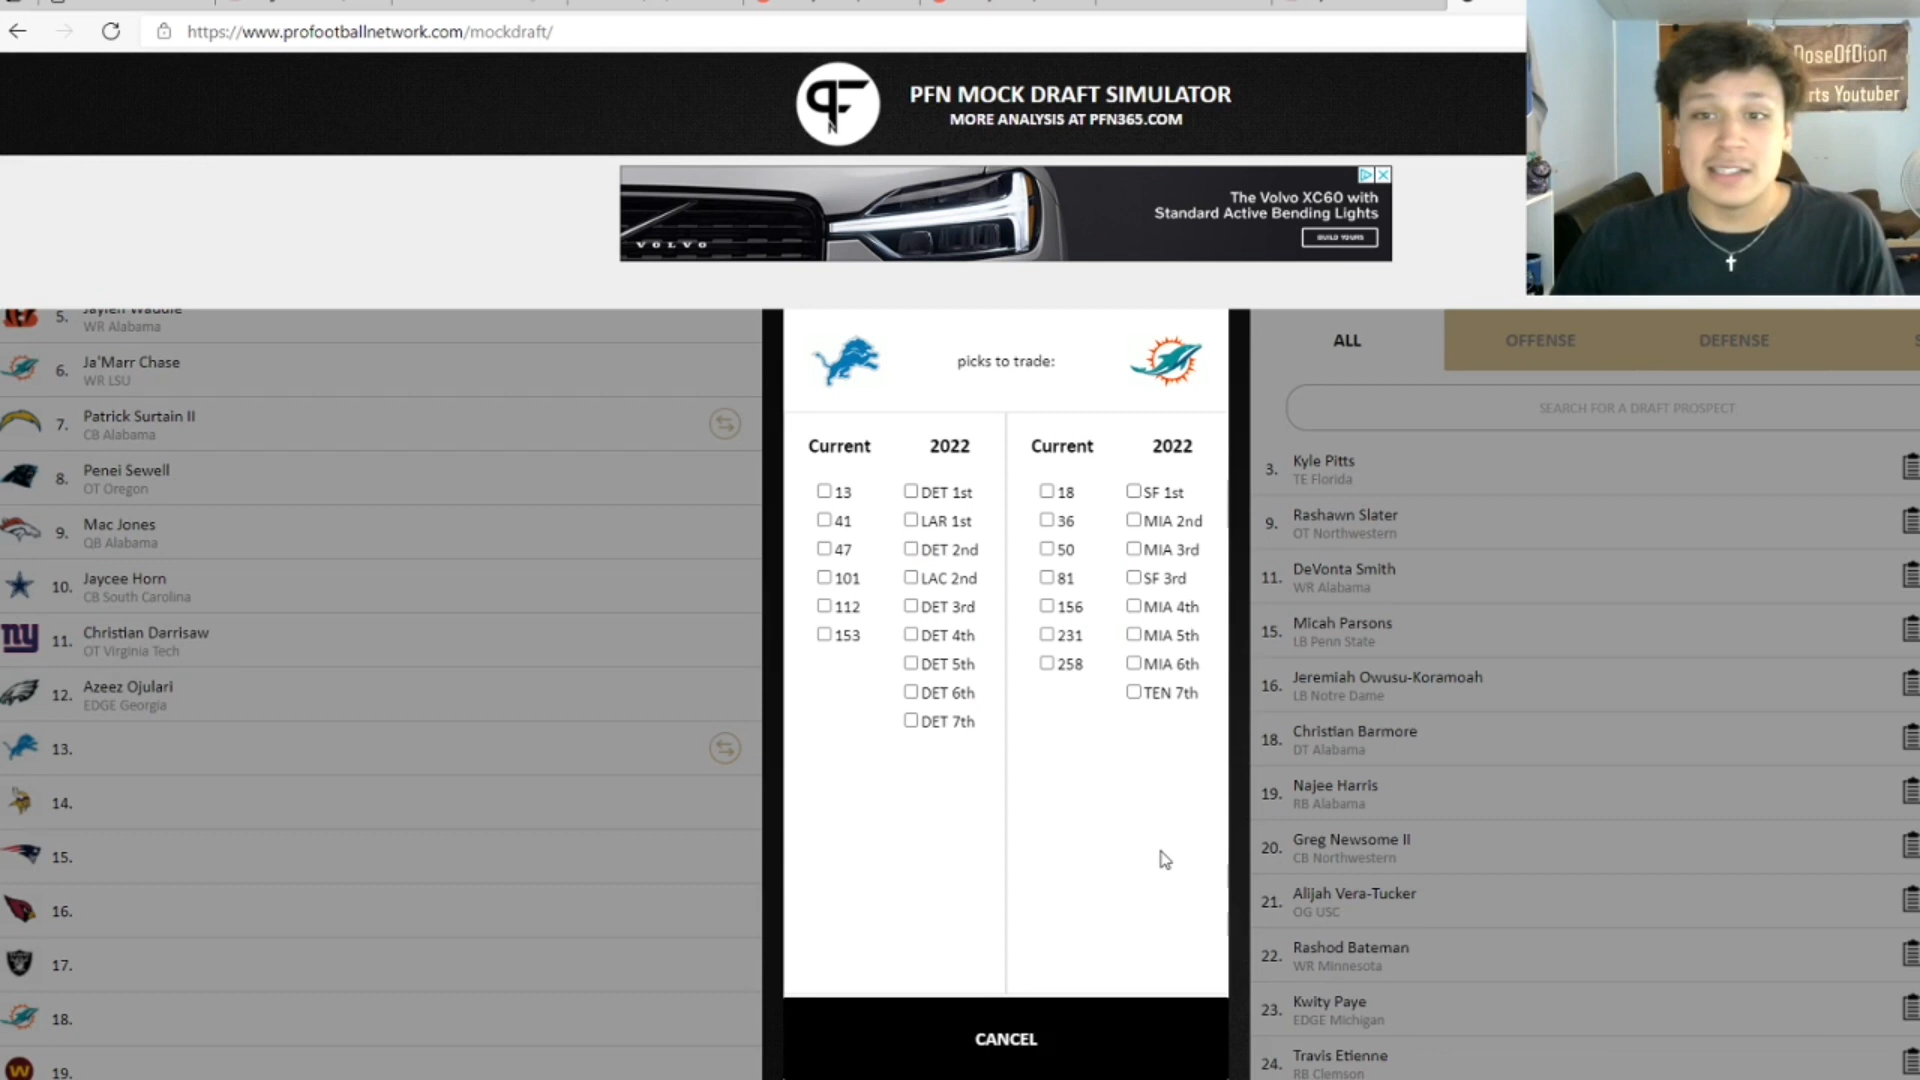 https://www.profootballnetwork.com/mockdraft/
PFN MOCK DRAFT SIMULATOR
MORE ANALYSIS AT PFN365.COM
The Volvo XC60 with
Standard Active Bending Lights
BUILD YOURS
VOLVO
DoseOfDion
rts Youtuber
5. Jaylen Waddle
WR Alabama
6. Ja'Marr Chase
WR LSU
7. Patrick Surtain II
CB Alabama
8. Penei Sewell
OT Oregon
9. Mac Jones
QB Alabama
10. Jaycee Horn
CB South Carolina
11. Christian Darrisaw
OT Virginia Tech
12. Azeez Ojulari
EDGE Georgia
13.
14.
15.
16.
17.
18.
19.
picks to trade:
Current 2022 Current 2022
13 DET 1st 18 SF 1st
41 LAR 1st 36 MIA 2nd
47 DET 2nd 50 MIA 3rd
101 LAC 2nd 81 SF 3rd
112 DET 3rd 156 MIA 4th
153 DET 4th 231 MIA 5th
DET 5th 258 MIA 6th
DET 6th TEN 7th
DET 7th
CANCEL
ALL OFFENSE DEFENSE S
SEARCH FOR A DRAFT PROSPECT
3. Kyle Pitts
TE Florida
9. Rashawn Slater
OT Northwestern
11. DeVonta Smith
WR Alabama
15. Micah Parsons
LB Penn State
16. Jeremiah Owusu-Koramoah
LB Notre Dame
18. Christian Barmore
DT Alabama
19. Najee Harris
RB Alabama
20. Greg Newsome II
CB Northwestern
21. Alijah Vera-Tucker
OG USC
22. Rashod Bateman
WR Minnesota
23. Kwity Paye
EDGE Michigan
24. Travis Etienne
RB Clemson